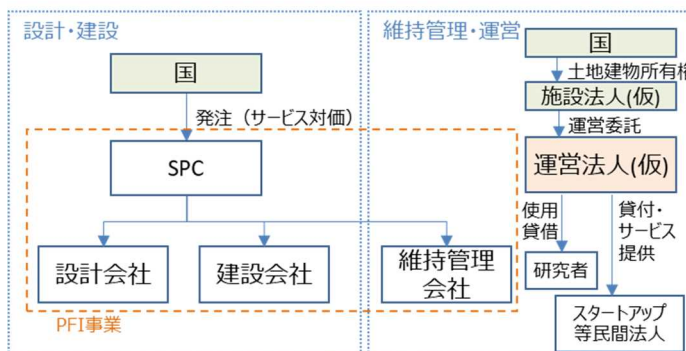 設計・建設
国
発注（サービス対価）
SPC
設計会社
建設会社
維持管理
会社
PFI事業
維持管理・運営
国
土地建物所有権
施設法人(仮)
運営委託
運営法人(仮)
使用
貸借
貸付・
サービス
提供
研究者
スタートアップ
等民間法人